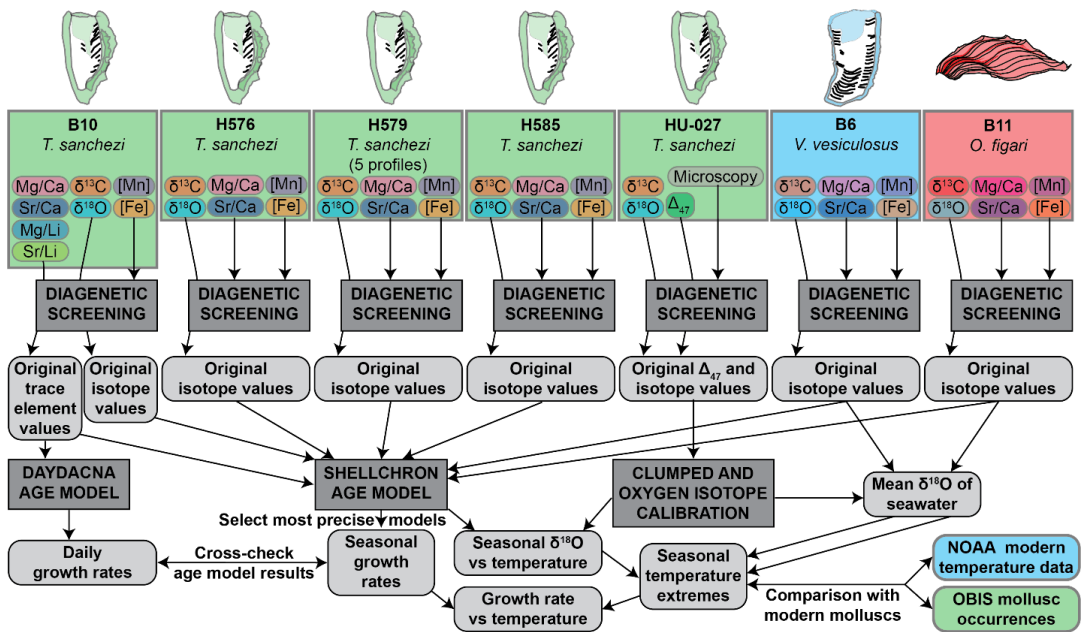 B10
T. sanchezi
Mg/Ca δ¹³C [Mn]
Sr/Ca δ¹⁸O [Fe]
Mg/Li
Sr/Li
H576
T. sanchezi
δ¹³C Mg/Ca [Mn]
δ¹⁸O Sr/Ca [Fe]
H579
T. sanchezi
(5 profiles)
δ¹³C Mg/Ca [Mn]
δ¹⁸O Sr/Ca [Fe]
H585
T. sanchezi
δ¹³C Mg/Ca [Mn]
δ¹⁸O Sr/Ca [Fe]
HU-027
T. sanchezi
δ¹³C Microscopy
δ¹⁸O Δ₄₇
B6
V. vesiculosus
δ¹³C Mg/Ca [Mn]
δ¹⁸O Sr/Ca [Fe]
B11
O. figari
δ¹³C Mg/Ca [Mn]
δ¹⁸O Sr/Ca [Fe]
DIAGENETIC
SCREENING
DIAGENETIC
SCREENING
DIAGENETIC
SCREENING
DIAGENETIC
SCREENING
DIAGENETIC
SCREENING
DIAGENETIC
SCREENING
DIAGENETIC
SCREENING
Original
trace
element
values
Original
isotope
values
Original
isotope values
Original
isotope values
Original
isotope values
Original Δ₄₇ and
isotope values
Original
isotope values
Original
isotope values
DAYDACNA
AGE MODEL
SHELLCHRON
AGE MODEL
CLUMPED AND
OXYGEN ISOTOPE
CALIBRATION
Mean δ¹⁸O of
seawater
Select most precise models
Daily
growth rates
Cross-check
age model results
Seasonal
growth
rates
Seasonal δ¹⁸O
vs temperature
Growth rate
vs temperature
Seasonal
temperature
extremes
Comparison with
modern molluscs
NOAA modern
temperature data
OBIS mollusc
occurrences